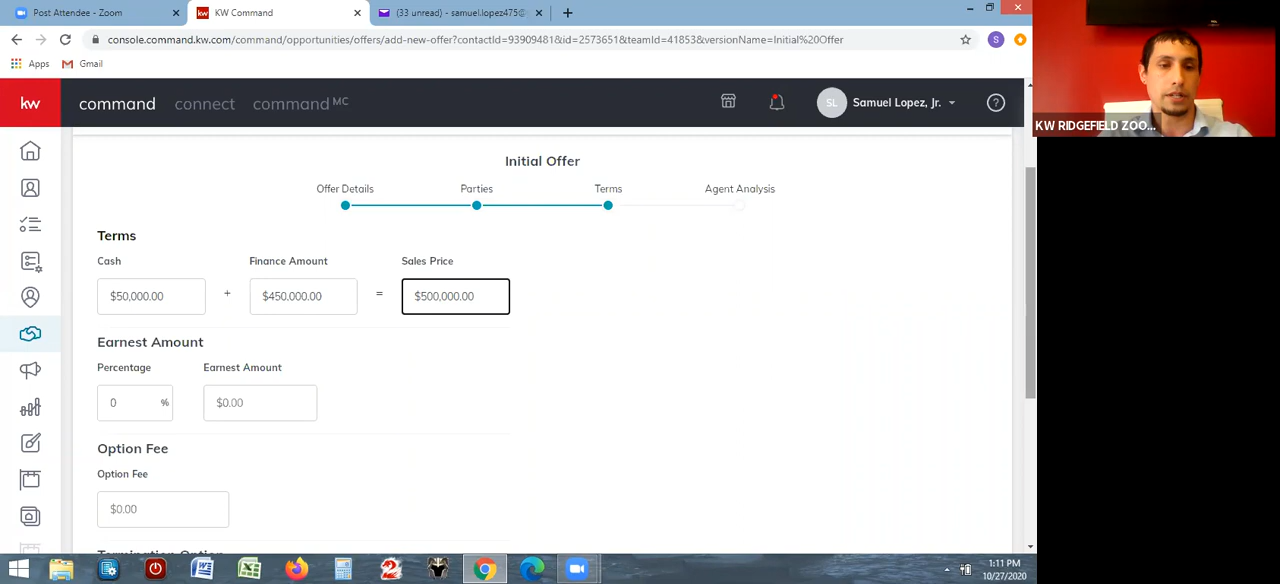 Post Attendee - Zoom
KW Command
(33 unread) - samuel.lopez475@
console.command.kw.com/command/opportunities/offers/add-new-offer?contactId=93909481&id=2573651&teamId=41853&versionName=Initial%20Offer
S
Apps
Gmail
kw
command
connect
command MC
SL
Samuel Lopez, Jr.
KW RIDGEFIELD ZOO...
Initial Offer
Offer Details
Parties
Terms
Agent Analysis
Terms
Cash
Finance Amount
Sales Price
$50,000.00
+
$450,000.00
=
$500,000.00
Earnest Amount
Percentage
Earnest Amount
0 %
$0.00
Option Fee
Option Fee
$0.00
Termination Option
1:11 PM
10/27/2020